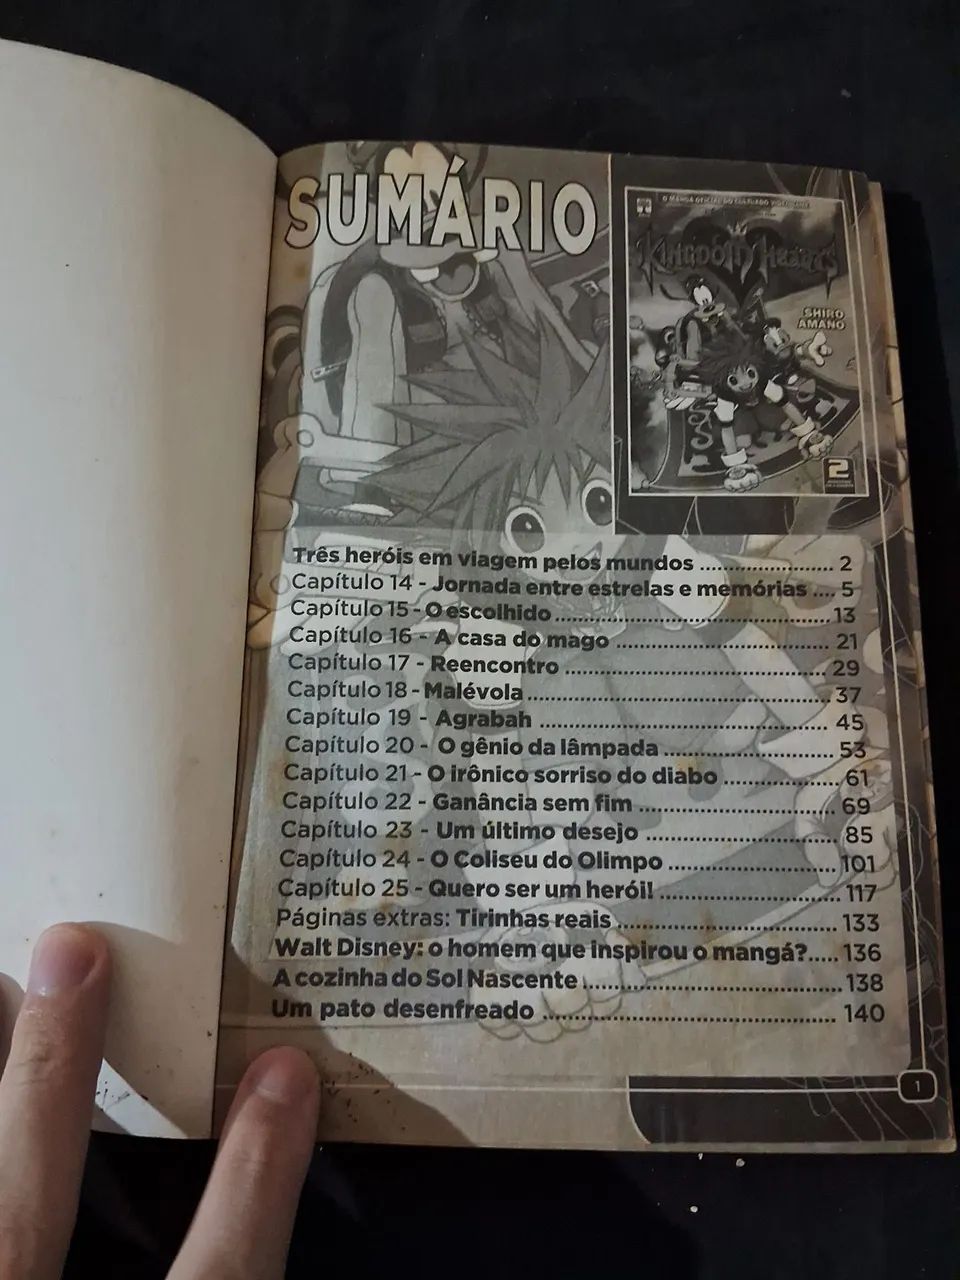 SUMÁRIO
O MANGÁ OFICIAL DO CULTUADO VIDEOGAME
KINGDOM HEARTS
SHIRO
AMANO
2
Três heróis em viagem pelos mundos ........................ 2
Capítulo 14 - Jornada entre estrelas e memórias .... 5
Capítulo 15 - O escolhido .................................................. 13
Capítulo 16 - A casa do mago ....................................... 21
Capítulo 17 - Reencontro ................................................ 29
Capítulo 18 - Malévola ....................................................... 37
Capítulo 19 - Agrabah ..................................................... 45
Capítulo 20 - O gênio da lâmpada ............................... 53
Capítulo 21 - O irônico sorriso do diabo ..................... 61
Capítulo 22 - Ganância sem fim ................................... 69
Capítulo 23 - Um último desejo .................................. 85
Capítulo 24 - O Coliseu do Olimpo .............................. 101
Capítulo 25 - Quero ser um herói! ................................ 117
Páginas extras: Tirinhas reais ...................................... 133
Walt Disney: o homem que inspirou o mangá?..... 136
A cozinha do Sol Nascente ............................................ 138
Um pato desenfreado .................................................. 140
1